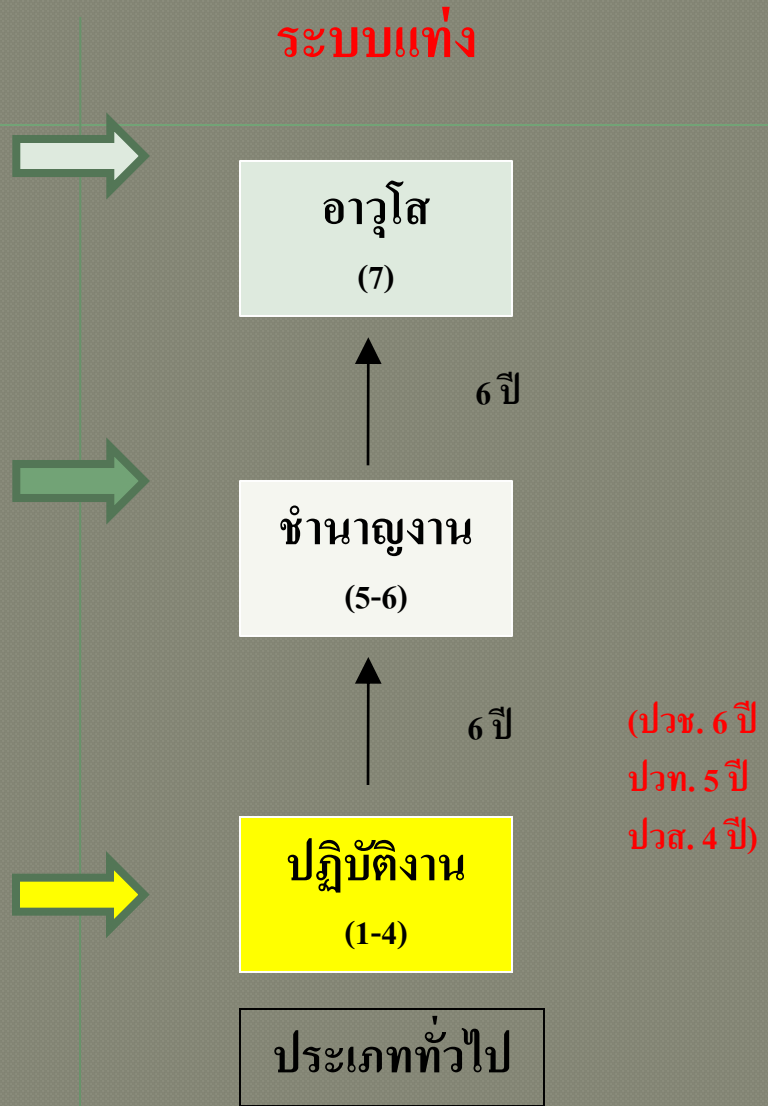 ระบบแท่ง
อาวุโส
(7)
6 ปี
ชำนาญงาน
(5-6)
6 ปี
(ปวช. 6 ปี
ปวท. 5 ปี
ปวส. 4 ปี)
ปฏิบัติงาน
(1-4)
ประเภททั่วไป